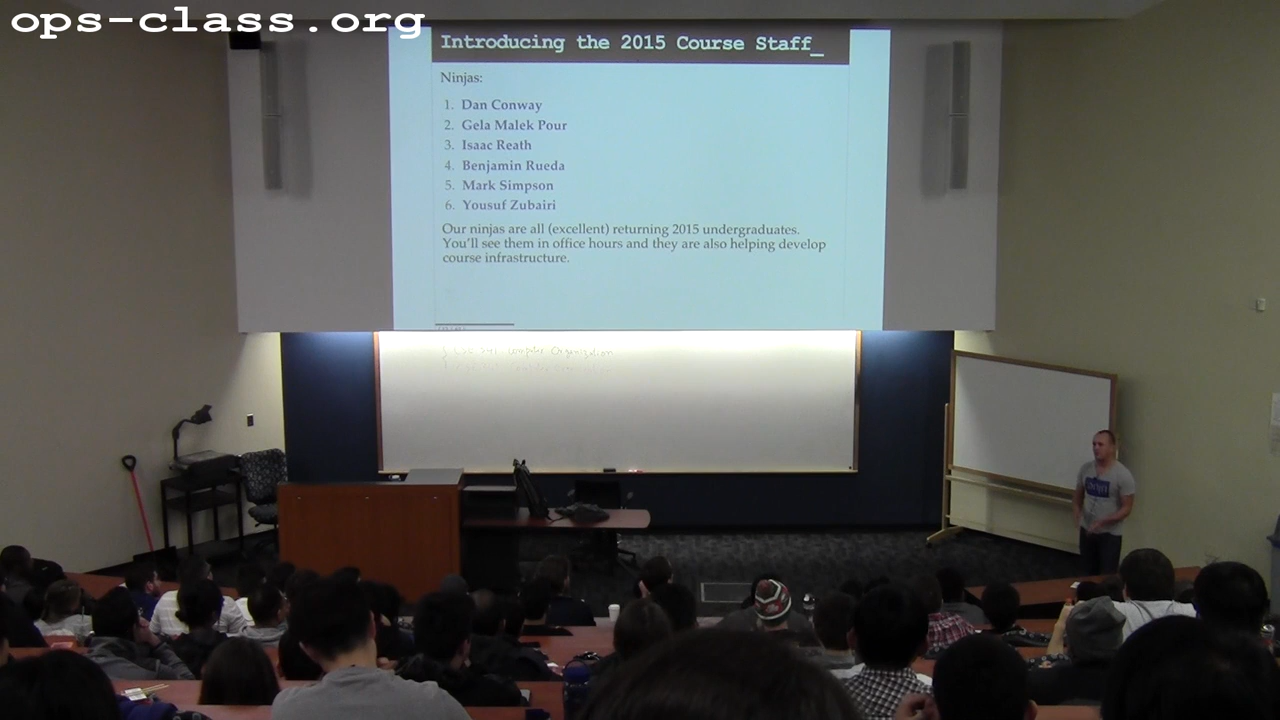 ops-class.org
Introducing the 2015 Course Staff_
Ninjas:
1. Dan Conway
2. Gela Malek Pour
3. Isaac Reath
4. Benjamin Rueda
5. Mark Simpson
6. Yousuf Zubairi
Our ninjas are all (excellent) returning 2015 undergraduates.
You'll see them in office hours and they are also helping develop
course infrastructure.
Computer Organization